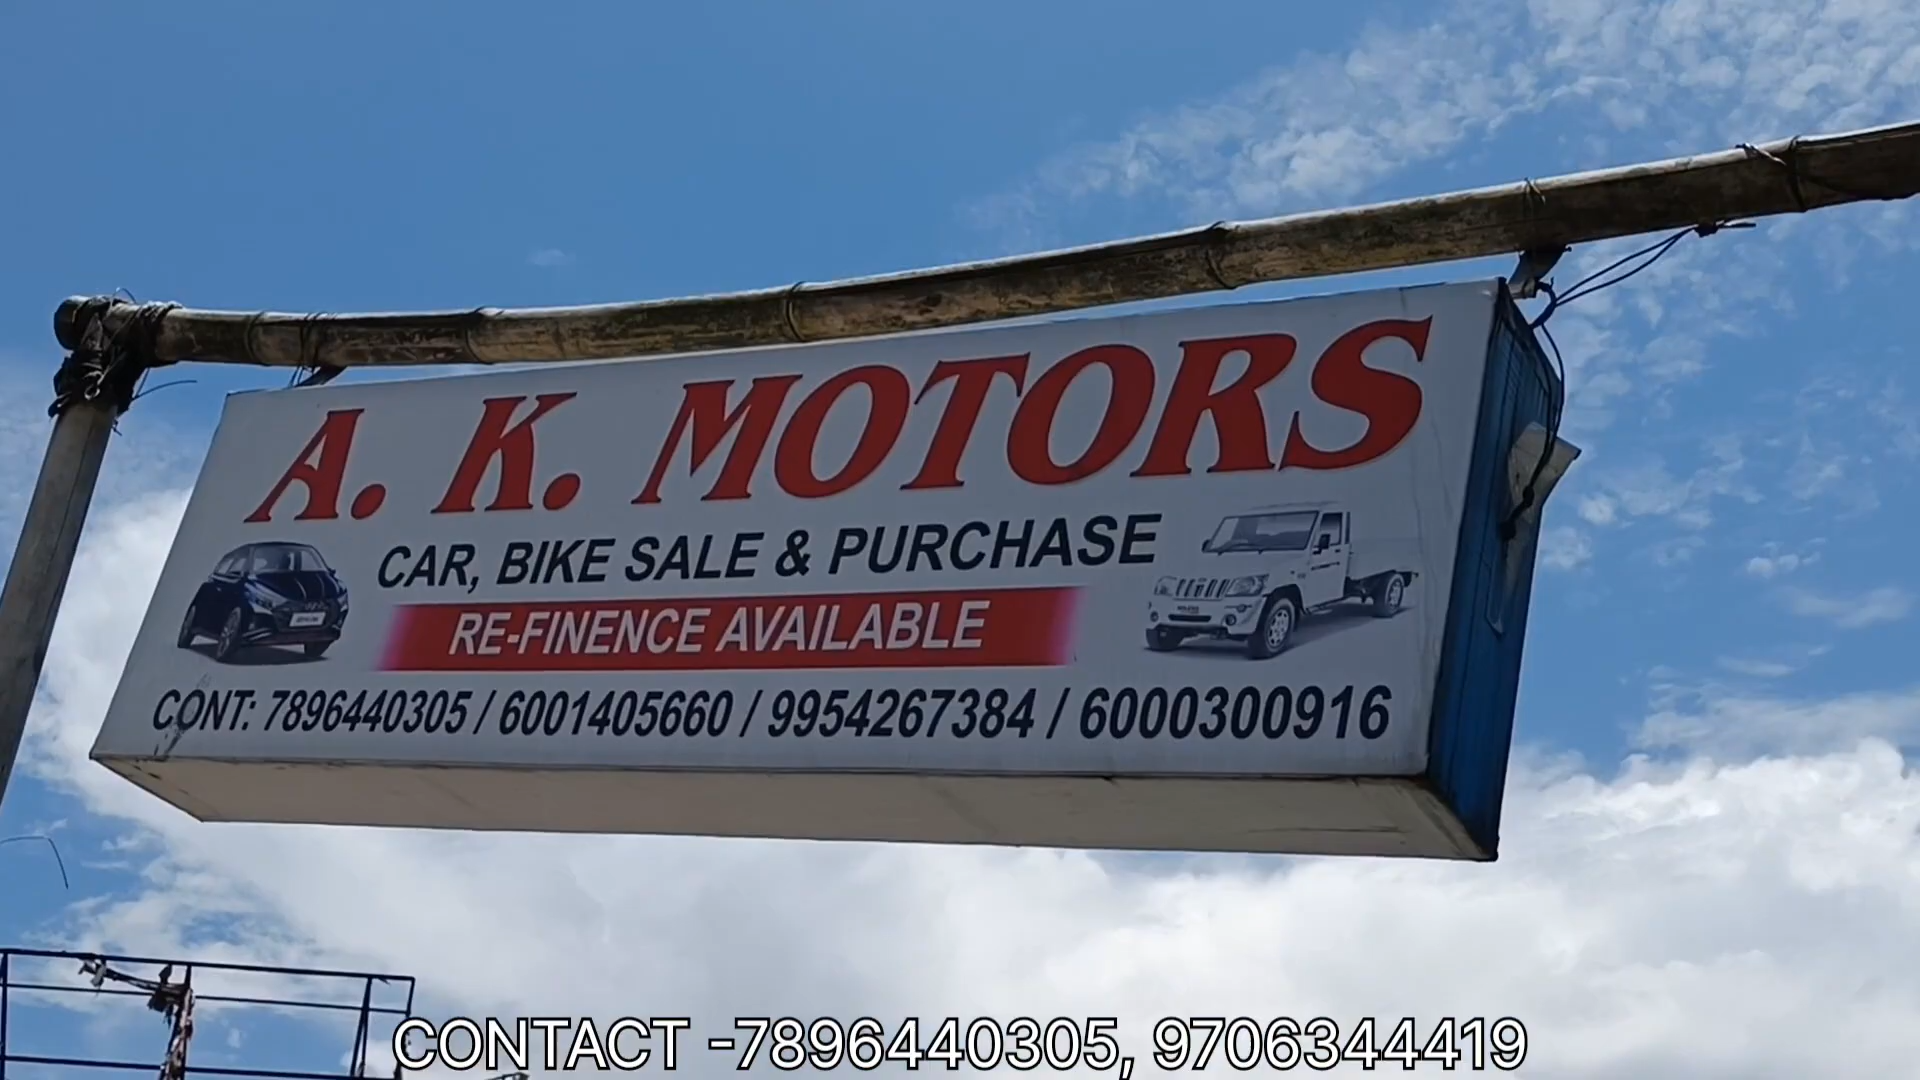 A. K. MOTORS
CAR, BIKE SALE & PURCHASE
RE-FINENCE AVAILABLE
CONT: 7896440305 / 6001405660 / 9954267384 / 6000300916
CONTACT -7896440305, 9706344419